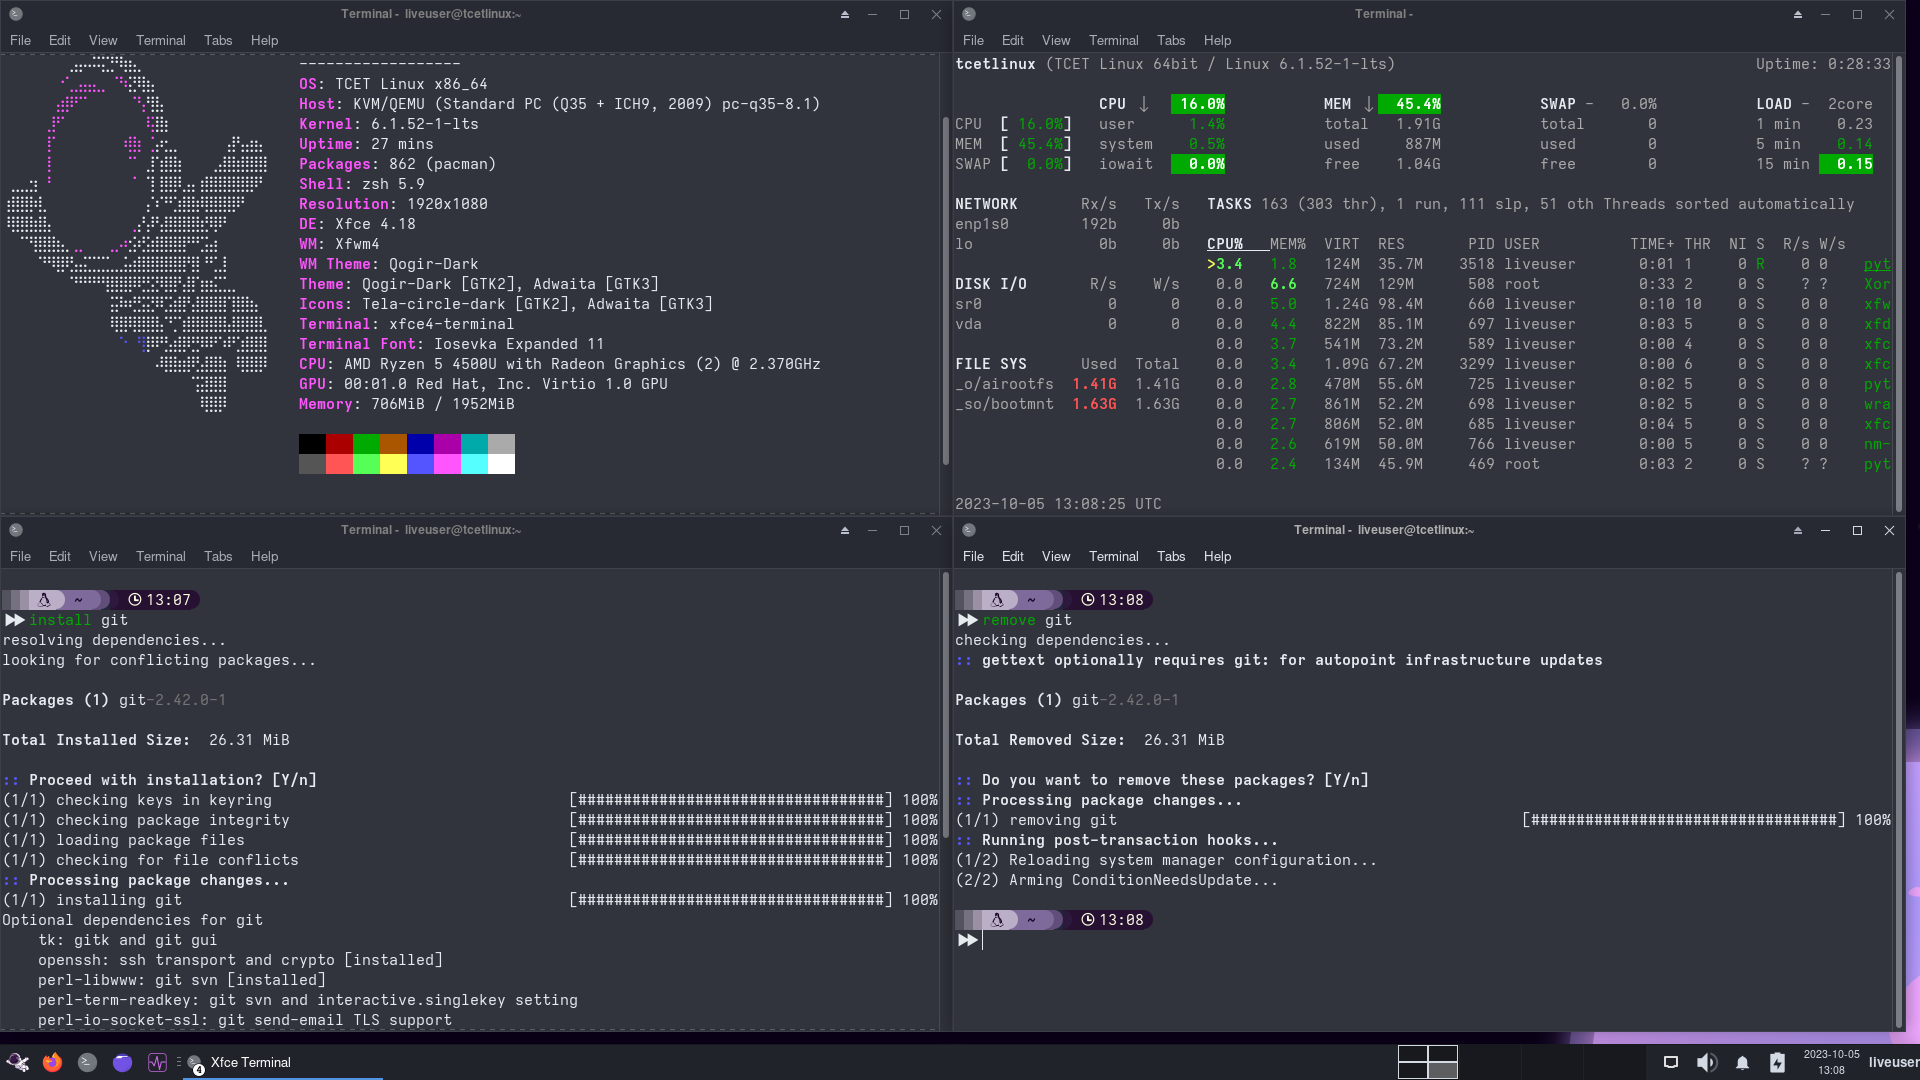 Terminal - liveuser@tcetlinux:~
File Edit View Terminal Tabs Help
------------------
OS: TCET Linux x86_64
Host: KVM/QEMU (Standard PC (Q35 + ICH9, 2009) pc-q35-8.1)
Kernel: 6.1.52-1-lts
Uptime: 27 mins
Packages: 862 (pacman)
Shell: zsh 5.9
Resolution: 1920x1080
DE: Xfce 4.18
WM: Xfwm4
WM Theme: Qogir-Dark
Theme: Qogir-Dark [GTK2], Adwaita [GTK3]
Icons: Tela-circle-dark [GTK2], Adwaita [GTK3]
Terminal: xfce4-terminal
Terminal Font: Iosevka Expanded 11
CPU: AMD Ryzen 5 4500U with Radeon Graphics (2) @ 2.370GHz
GPU: 00:01.0 Red Hat, Inc. Virtio 1.0 GPU
Memory: 706MiB / 1952MiB
Terminal -
File Edit View Terminal Tabs Help
tcetlinux (TCET Linux 64bit / Linux 6.1.52-1-lts) Uptime: 0:28:33
CPU ↓ 16.0% MEM ↓ 45.4% SWAP - 0.0% LOAD - 2core
CPU [ 16.0%] user 1.4% total 1.91G total 0 1 min 0.23
MEM [ 45.4%] system 0.5% used 887M used 0 5 min 0.14
SWAP [ 0.0%] iowait 0.0% free 1.04G free 0 15 min 0.15
NETWORK Rx/s Tx/s TASKS 163 (303 thr), 1 run, 111 slp, 51 oth Threads sorted automatically
enp1s0 192b 0b
lo 0b 0b CPU% MEM% VIRT RES PID USER TIME+ THR NI S R/s W/s
>3.4 1.8 124M 35.7M 3518 liveuser 0:01 1 0 R 0 0 pyt
DISK I/O R/s W/s 0.0 6.6 724M 129M 508 root 0:33 2 0 S ? ? Xor
sr0 0 0 0.0 5.0 1.24G 98.4M 660 liveuser 0:10 10 0 S 0 0 xfw
vda 0 0 0.0 4.4 822M 85.1M 697 liveuser 0:03 5 0 S 0 0 xfd
0.0 3.7 541M 73.2M 589 liveuser 0:00 4 0 S 0 0 xfc
FILE SYS Used Total 0.0 3.4 1.09G 67.2M 3299 liveuser 0:00 6 0 S 0 0 xfc
_o/airootfs 1.41G 1.41G 0.0 2.8 470M 55.6M 725 liveuser 0:02 5 0 S 0 0 pyt
_so/bootmnt 1.63G 1.63G 0.0 2.7 861M 52.2M 698 liveuser 0:02 5 0 S 0 0 wra
0.0 2.7 806M 52.0M 685 liveuser 0:04 5 0 S 0 0 xfc
0.0 2.6 619M 50.0M 766 liveuser 0:00 5 0 S 0 0 nm-
0.0 2.4 134M 45.9M 469 root 0:03 2 0 S ? ? pyt
2023-10-05 13:08:25 UTC
Terminal - liveuser@tcetlinux:~
File Edit View Terminal Tabs Help
~ 13:07
install git
resolving dependencies...
looking for conflicting packages...
Packages (1) git-2.42.0-1
Total Installed Size: 26.31 MiB
:: Proceed with installation? [Y/n]
(1/1) checking keys in keyring [##################################] 100%
(1/1) checking package integrity [##################################] 100%
(1/1) loading package files [##################################] 100%
(1/1) checking for file conflicts [##################################] 100%
:: Processing package changes...
(1/1) installing git [##################################] 100%
Optional dependencies for git
tk: gitk and git gui
openssh: ssh transport and crypto [installed]
perl-libwww: git svn [installed]
perl-term-readkey: git svn and interactive.singlekey setting
perl-io-socket-ssl: git send-email TLS support
Terminal - liveuser@tcetlinux:~
File Edit View Terminal Tabs Help
~ 13:08
remove git
checking dependencies...
:: gettext optionally requires git: for autopoint infrastructure updates
Packages (1) git-2.42.0-1
Total Removed Size: 26.31 MiB
:: Do you want to remove these packages? [Y/n]
:: Processing package changes...
(1/1) removing git [##################################] 100%
:: Running post-transaction hooks...
(1/2) Reloading system manager configuration...
(2/2) Arming ConditionNeedsUpdate...
~ 13:08
4 Xfce Terminal
2023-10-05
13:08
liveuser